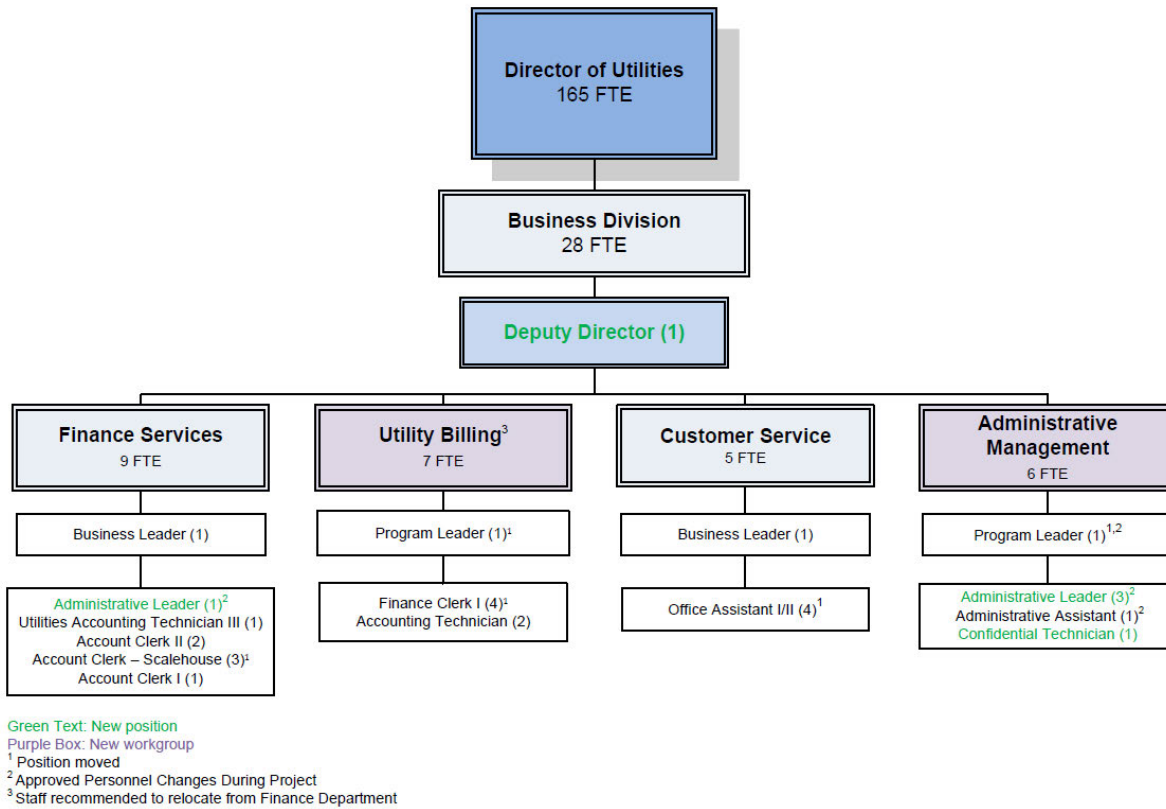 Director of Utilities
165 FTE
Business Division
28 FTE
Deputy Director (1)
Finance Services
9 FTE
Business Leader (1)
Administrative Leader (1)²
Utilities Accounting Technician III (1)
Account Clerk II (2)
Account Clerk – Scalehouse (3)¹
Account Clerk I (1)
Utility Billing³
7 FTE
Program Leader (1)¹
Finance Clerk I (4)¹
Accounting Technician (2)
Customer Service
5 FTE
Business Leader (1)
Office Assistant I/II (4)¹
Administrative
Management
6 FTE
Program Leader (1)¹,²
Administrative Leader (3)²
Administrative Assistant (1)²
Confidential Technician (1)
Green Text: New position
Purple Box: New workgroup
¹ Position moved
² Approved Personnel Changes During Project
³ Staff recommended to relocate from Finance Department